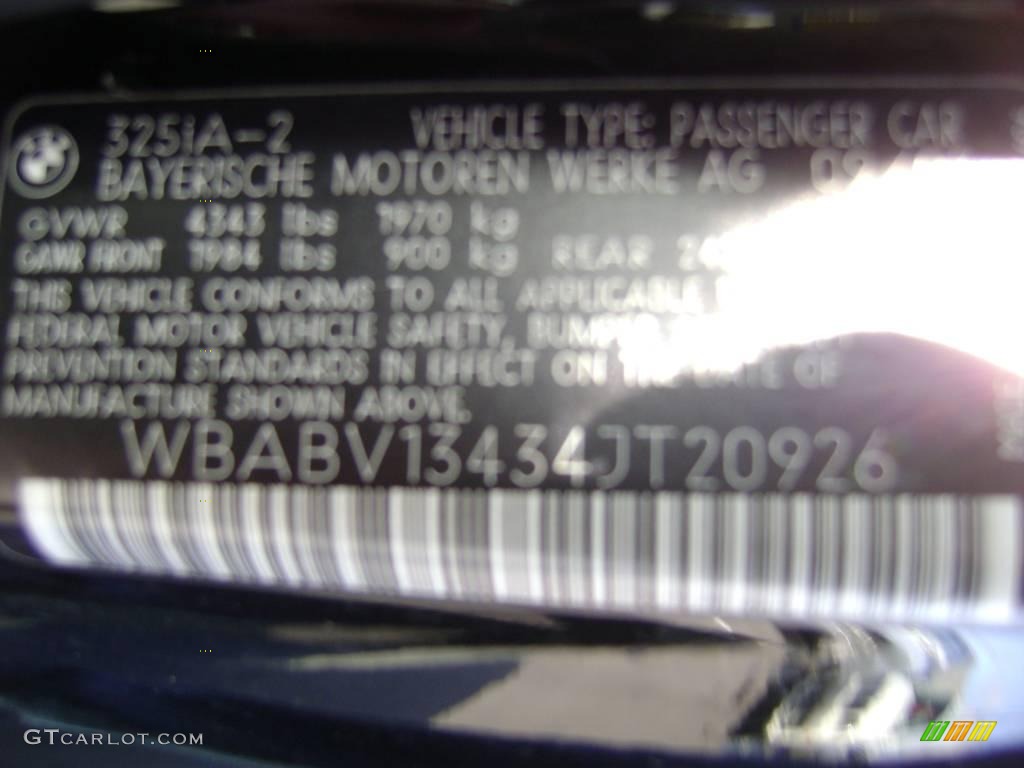 325iA-2 VEHICLE TYPE: PASSENGER CAR
BAYERISCHE MOTOREN WERKE AG
GVWR 4343 lbs 1970 kg
GAWR FRONT 1984 lbs 900 kg REAR
THIS VEHICLE CONFORMS TO ALL APPLICABLE
FEDERAL MOTOR VEHICLE SAFETY, BUMPER
PREVENTION STANDARDS IN EFFECT ON THE DATE OF
MANUFACTURE SHOWN ABOVE.
WBABV13434JT20926
GTCARLOT.COM